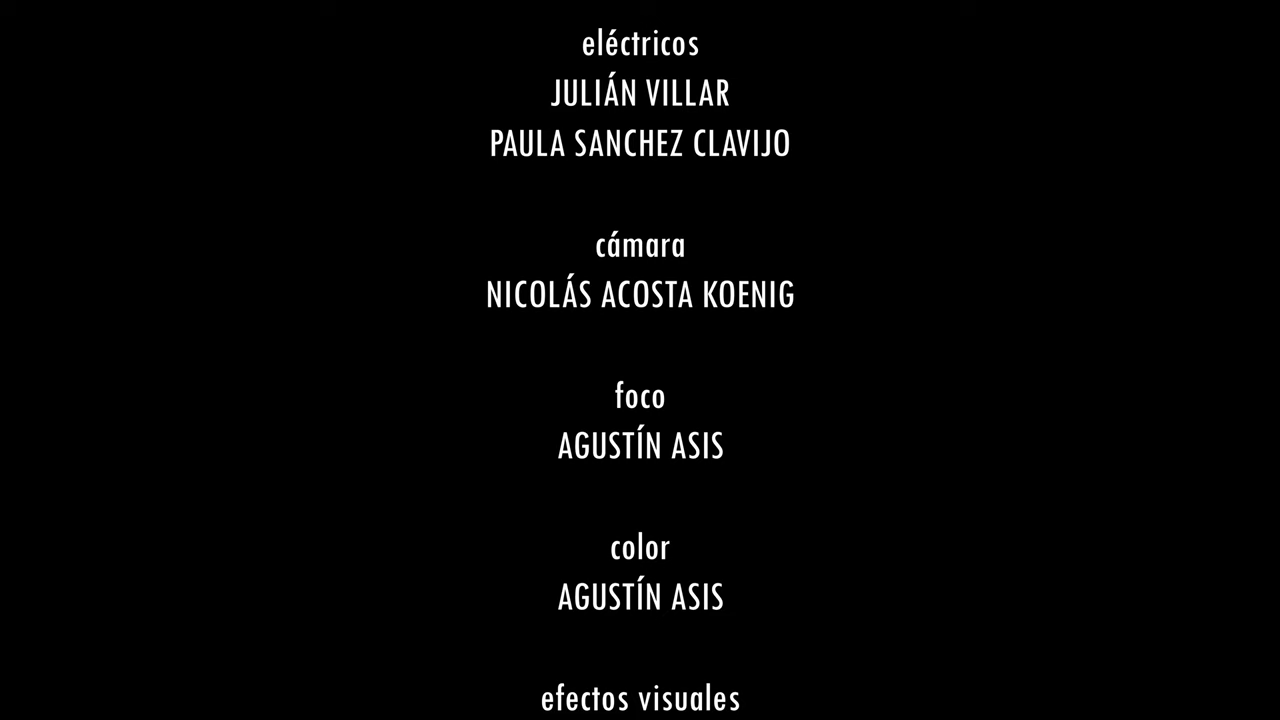 eléctricos
JULIÁN VILLAR
PAULA SANCHEZ CLAVIJO
cámara
NICOLÁS ACOSTA KOENIG
foco
AGUSTÍN ASIS
color
AGUSTÍN ASIS
efectos visuales